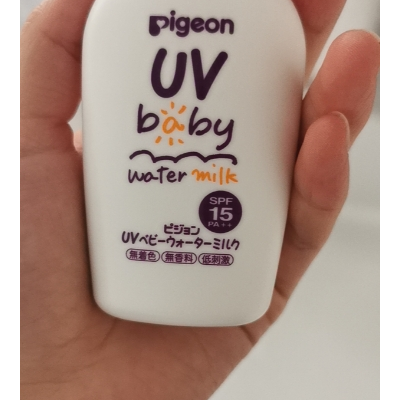 Pigeon
UV
baby
water milk
SPF
15
PA++
ピジョン
UVベビーウォーターミルク
無着色 無香料 低刺激